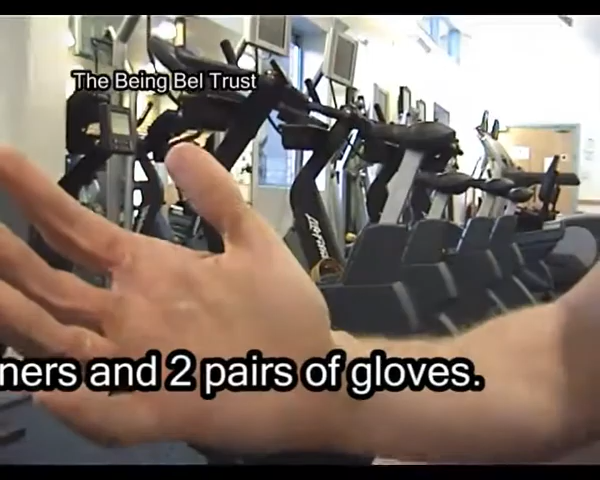 The Being Bel Trust
ners and 2 pairs of gloves.